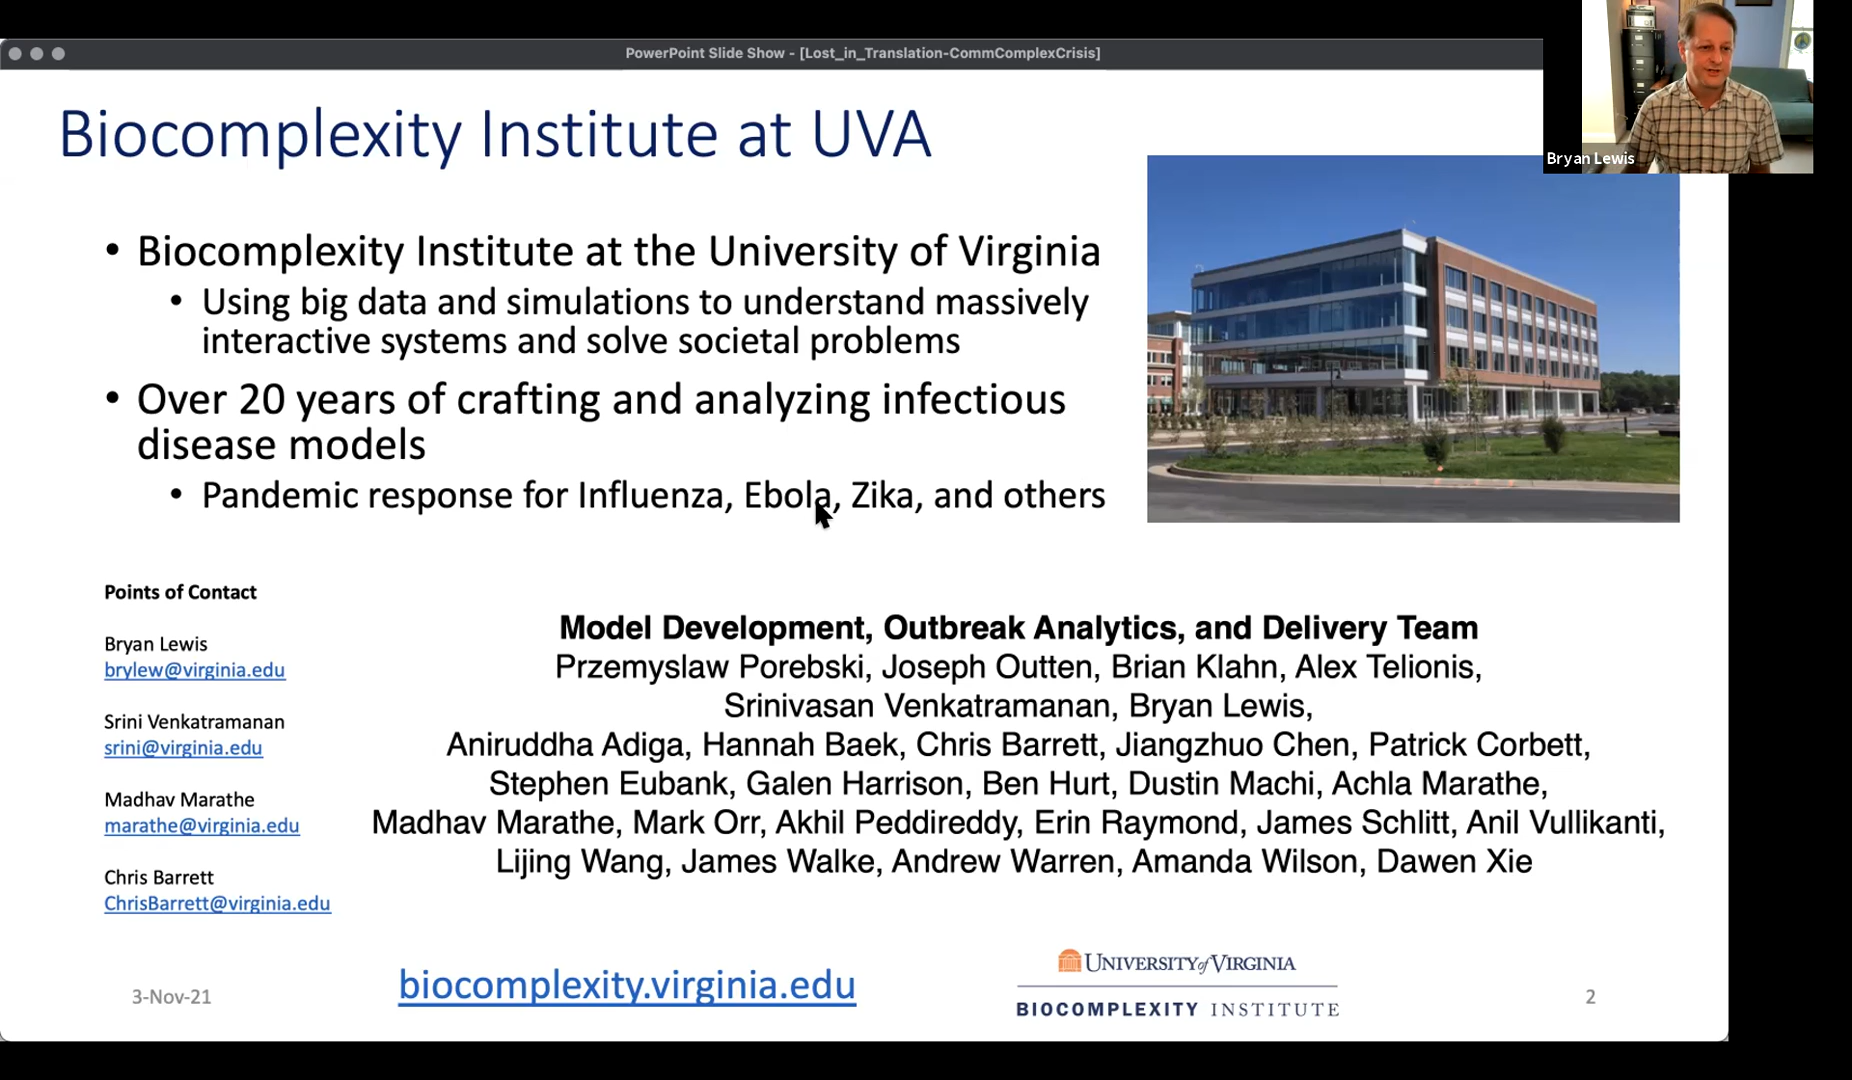 PowerPoint Slide Show - [Lost_in_Translation-CommComplexCrisis]
Bryan Lewis
Biocomplexity Institute at UVA
• Biocomplexity Institute at the University of Virginia
• Using big data and simulations to understand massively
interactive systems and solve societal problems
• Over 20 years of crafting and analyzing infectious
disease models
• Pandemic response for Influenza, Ebola, Zika, and others
Points of Contact
Bryan Lewis
brylew@virginia.edu
Srini Venkatramanan
srini@virginia.edu
Madhav Marathe
marathe@virginia.edu
Chris Barrett
ChrisBarrett@virginia.edu
Model Development, Outbreak Analytics, and Delivery Team
Przemyslaw Porebski, Joseph Outten, Brian Klahn, Alex Telionis,
Srinivasan Venkatramanan, Bryan Lewis,
Aniruddha Adiga, Hannah Baek, Chris Barrett, Jiangzhuo Chen, Patrick Corbett,
Stephen Eubank, Galen Harrison, Ben Hurt, Dustin Machi, Achla Marathe,
Madhav Marathe, Mark Orr, Akhil Peddireddy, Erin Raymond, James Schlitt, Anil Vullikanti,
Lijing Wang, James Walke, Andrew Warren, Amanda Wilson, Dawen Xie
3-Nov-21
biocomplexity.virginia.edu
UNIVERSITY of VIRGINIA
BIOCOMPLEXITY INSTITUTE
2